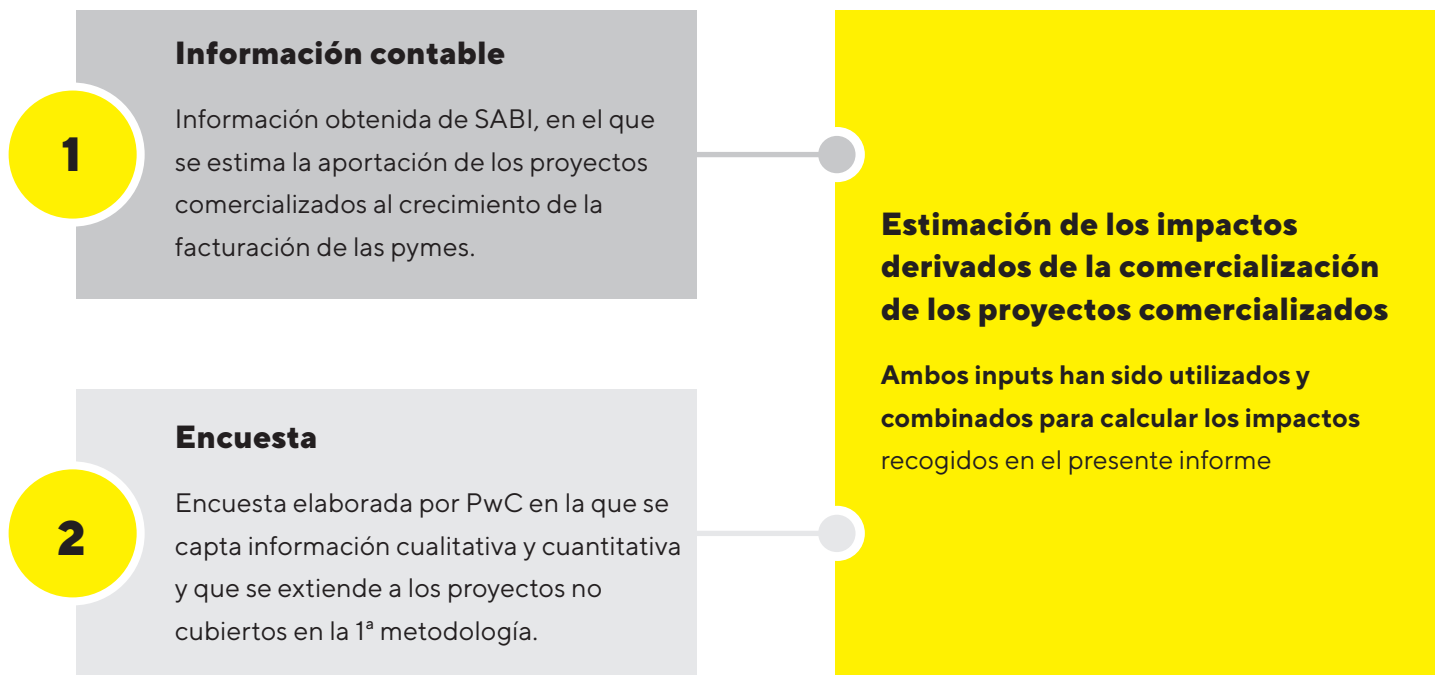 1
Información contable
Información obtenida de SABI, en el que
se estima la aportación de los proyectos
comercializados al crecimiento de la
facturación de las pymes.
2
Encuesta
Encuesta elaborada por PwC en la que se
capta información cualitativa y cuantitativa
y que se extiende a los proyectos no
cubiertos en la 1ª metodología.
Estimación de los impactos
derivados de la comercialización
de los proyectos comercializados
Ambos inputs han sido utilizados y
combinados para calcular los impactos
recogidos en el presente informe